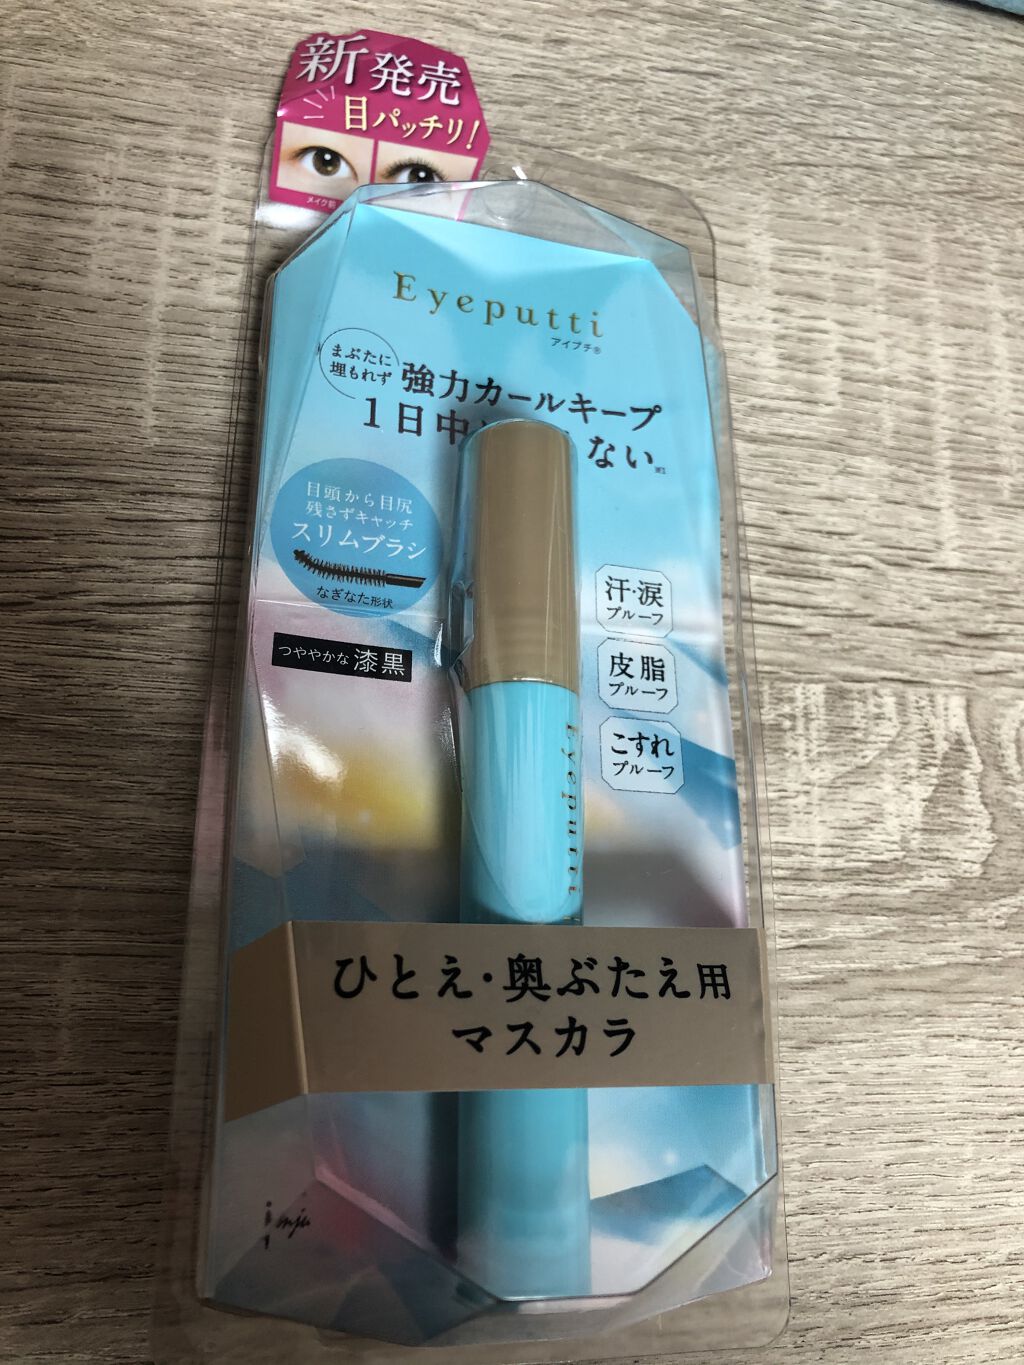 新発売
目パッチリ!
メイク前
Eyeputti
アイプチ®
まぶたに
埋もれず
強力カールキープ
1日中 ない
※1
目頭から目尻
残さずキャッチ
スリムブラシ
なぎなた形状
つややかな漆黒
汗・涙
プルーフ
皮脂
プルーフ
こすれ
プルーフ
Eyeputti
ひとえ・奥ぶたえ用
マスカラ